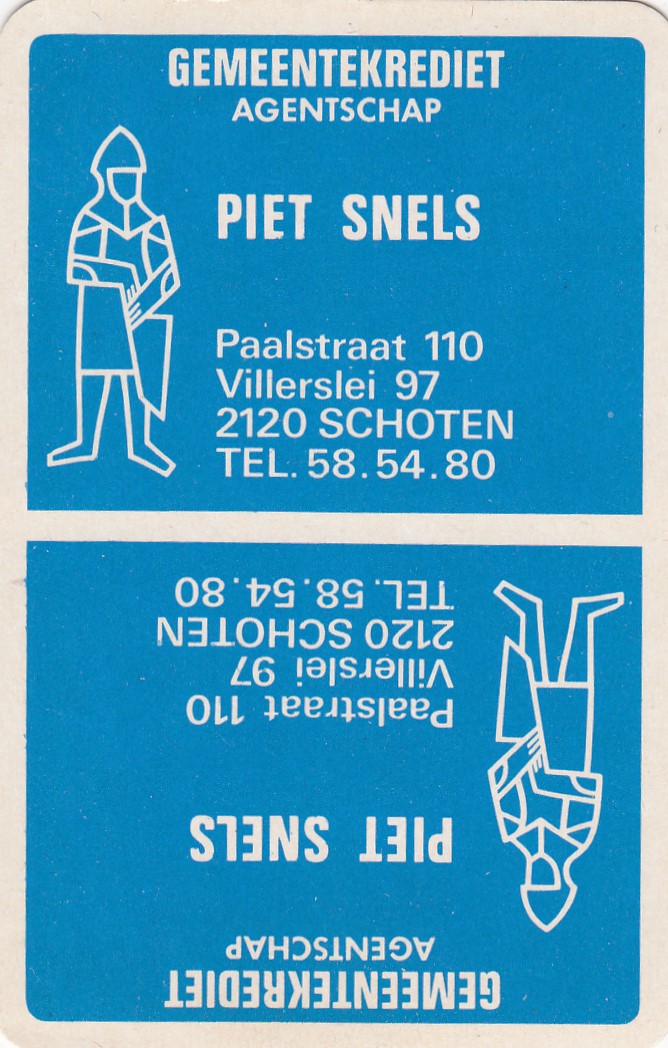 GEMEENTEKREDIET
AGENTSCHAP
PIET SNELS
Paalstraat 110
Villerslei 97
2120 SCHOTEN
TEL. 58.54.80
GEMEENTEKREDIET
AGENTSCHAP
PIET SNELS
Paalstraat 110
Villerslei 97
2120 SCHOTEN
TEL. 58.54.80